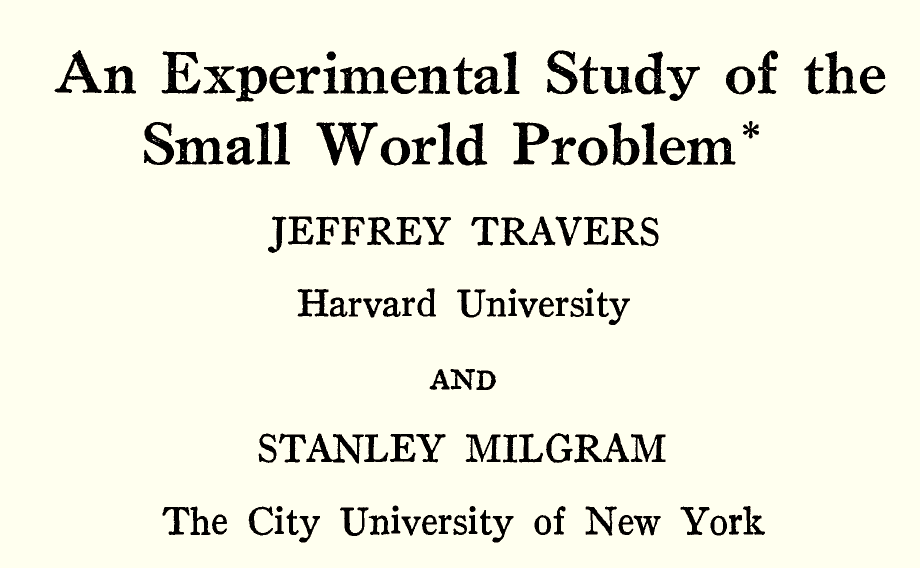 An Experimental Study of the
Small World Problem*
JEFFREY TRAVERS
Harvard University
AND
STANLEY MILGRAM
The City University of New York